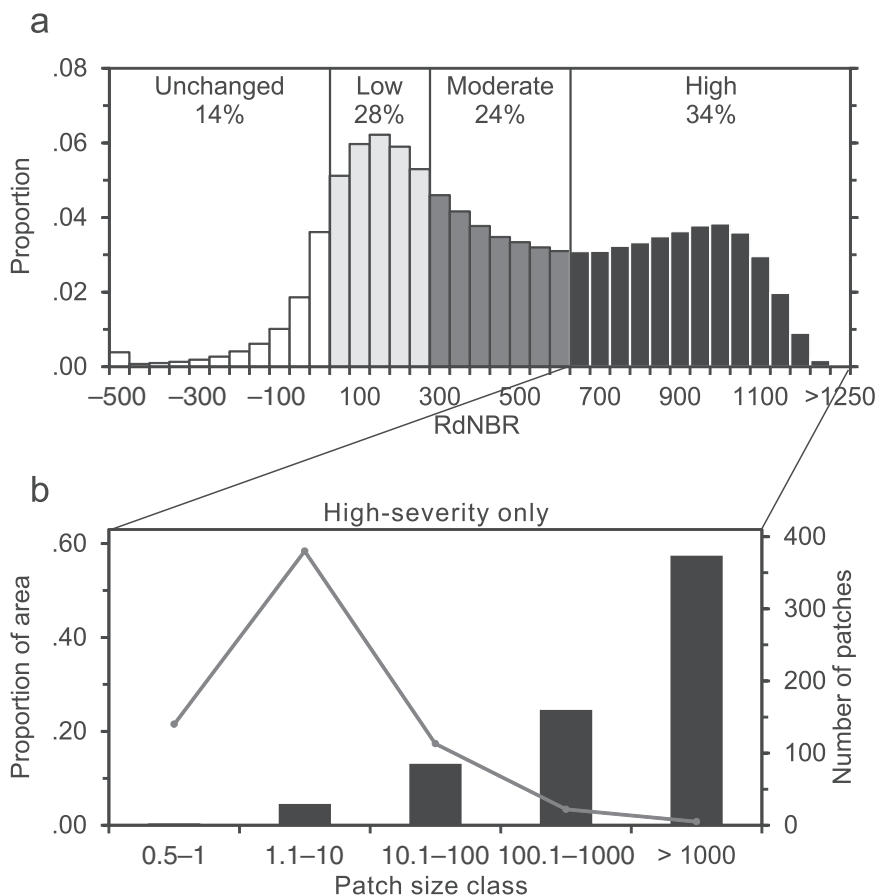 a
.08
Unchanged Low Moderate High
14% 28% 24% 34%
.06
.04
.02
.00
Proportion
–500 –300 –100 100 300 500 700 900 1100 >1250
RdNBR
b
High-severity only
.60
.40
.20
.00
Proportion of area
400
300
200
100
0
Number of patches
0.5–1 1.1–10 10.1–100 100.1–1000 > 1000
Patch size class